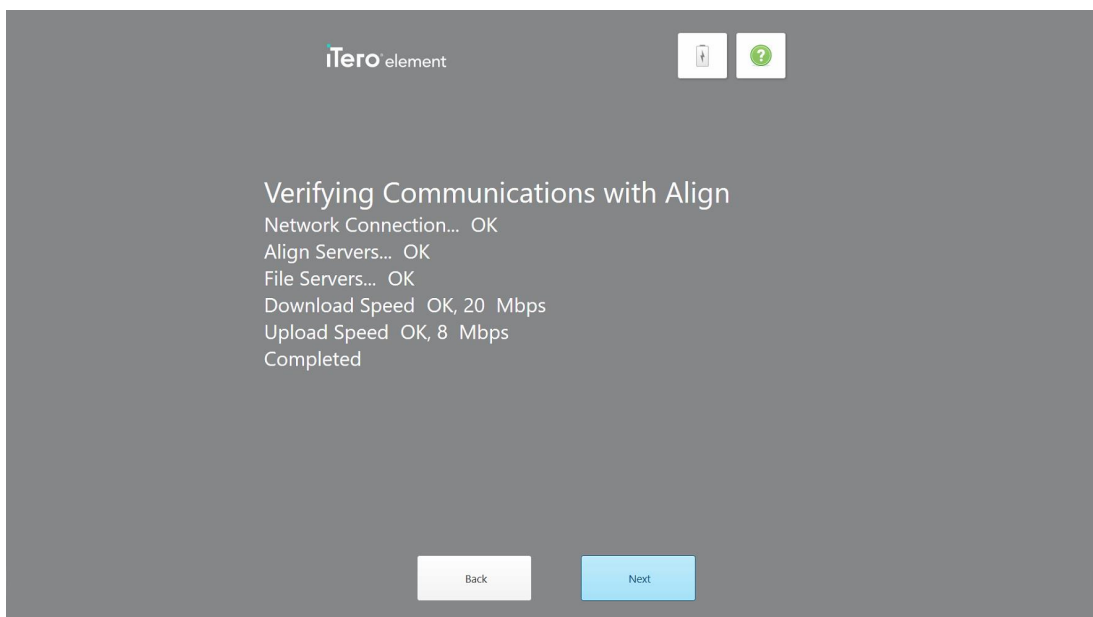 iTero element
?
Verifying Communications with Align
Network Connection... OK
Align Servers... OK
File Servers... OK
Download Speed OK, 20 Mbps
Upload Speed OK, 8 Mbps
Completed
Back
Next